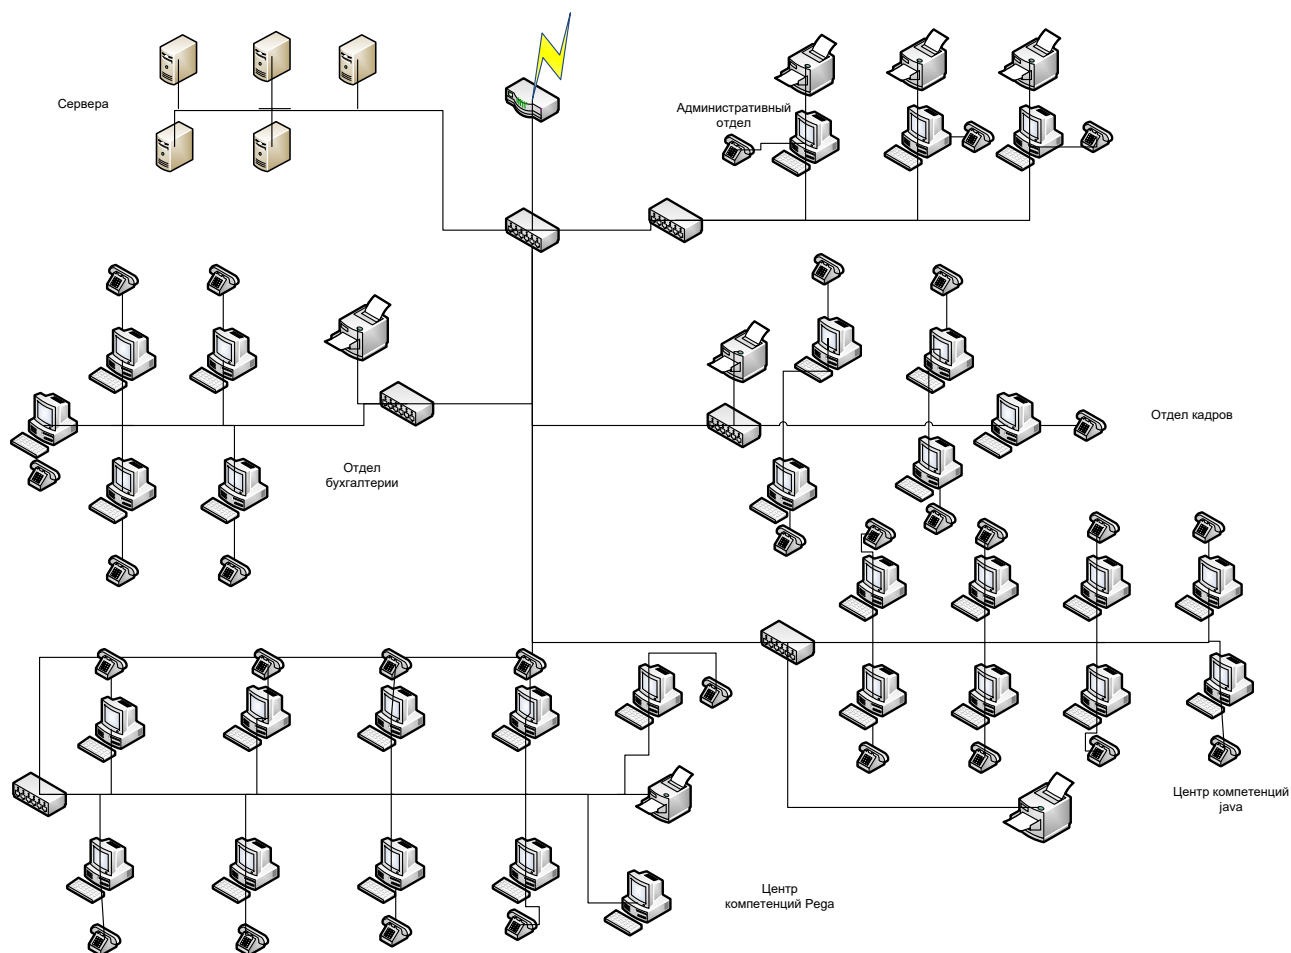 Сервера
Административный
отдел
Отдел кадров
Отдел
бухгалтерии
Центр компетенций
java
Центр
компетенций Pega